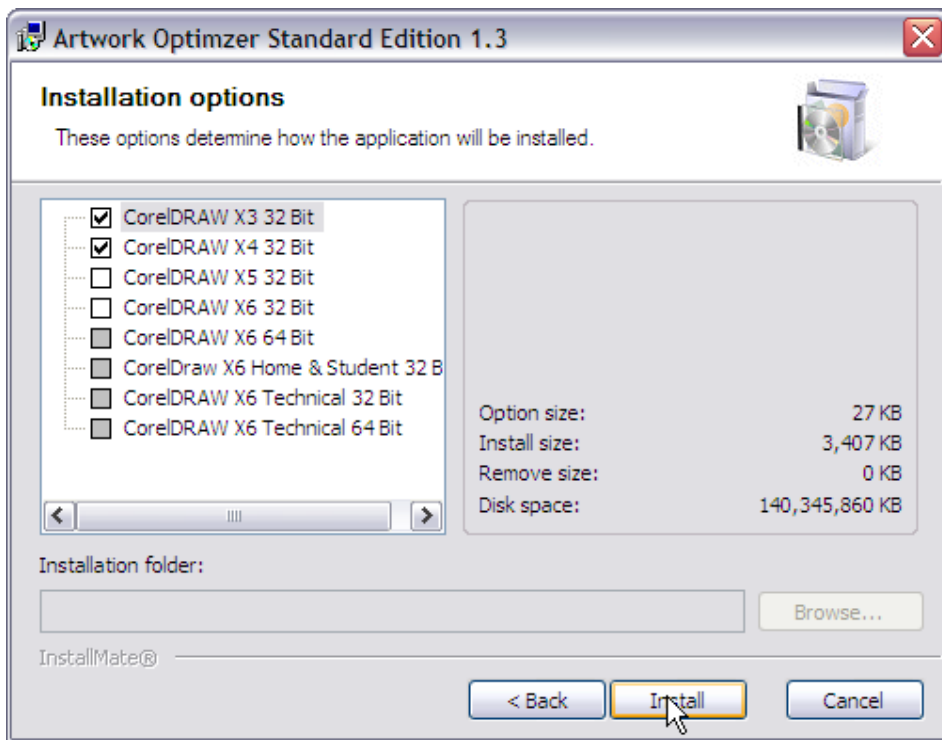 Artwork Optimzer Standard Edition 1.3
Installation options
These options determine how the application will be installed.
CorelDRAW X3 32 Bit
CorelDRAW X4 32 Bit
CorelDRAW X5 32 Bit
CorelDRAW X6 32 Bit
CorelDRAW X6 64 Bit
CorelDraw X6 Home & Student 32 B
CorelDRAW X6 Technical 32 Bit
CorelDRAW X6 Technical 64 Bit
Option size: 27 KB
Install size: 3,407 KB
Remove size: 0 KB
Disk space: 140,345,860 KB
Installation folder:
Browse...
InstallMate®
< Back Install Cancel